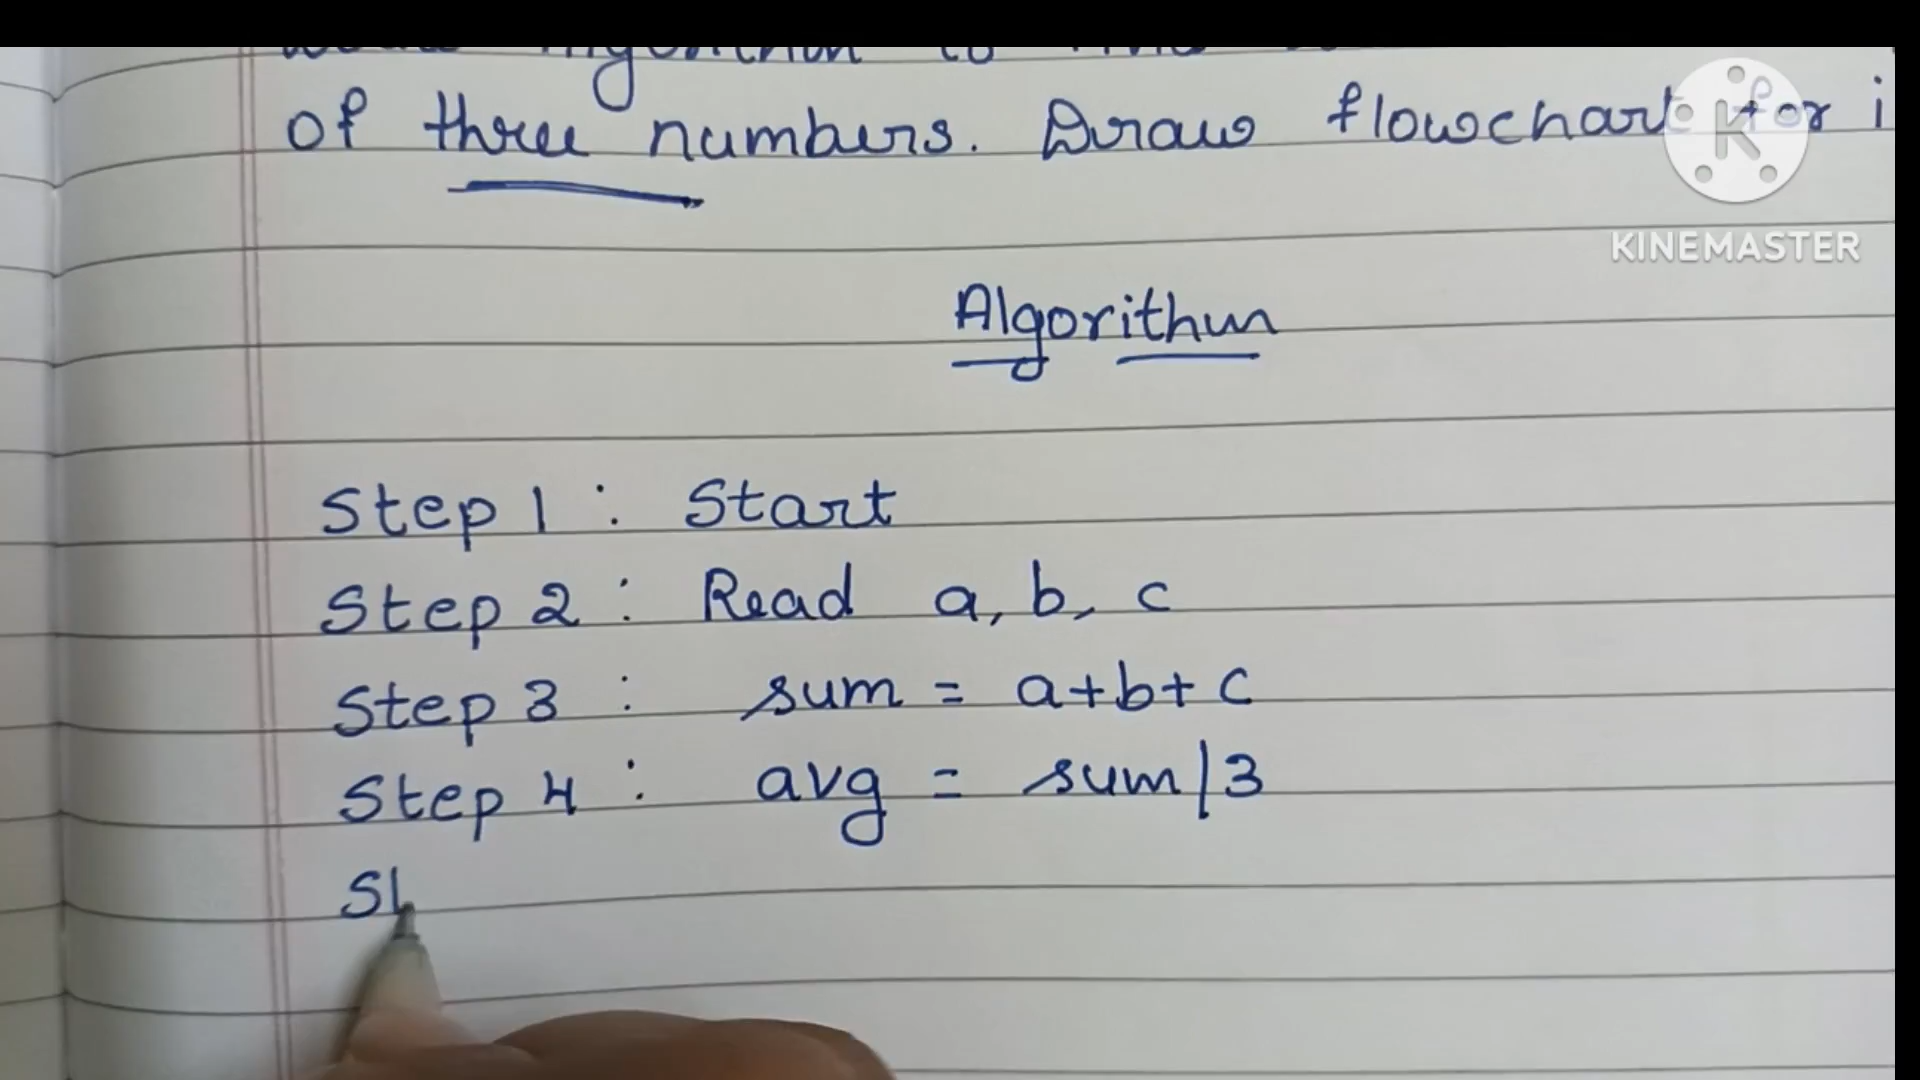 of three numbers. Draw flowchart for i
KINEMASTER
Algorithm
Step 1 : Start
Step 2 : Read a, b, c
Step 3 : sum = a+b+c
Step 4 : avg = sum/3
St